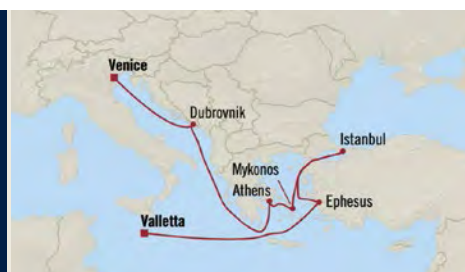 Venice
Dubrovnik
Istanbul
Mykonos
Athens
Ephesus
Valletta